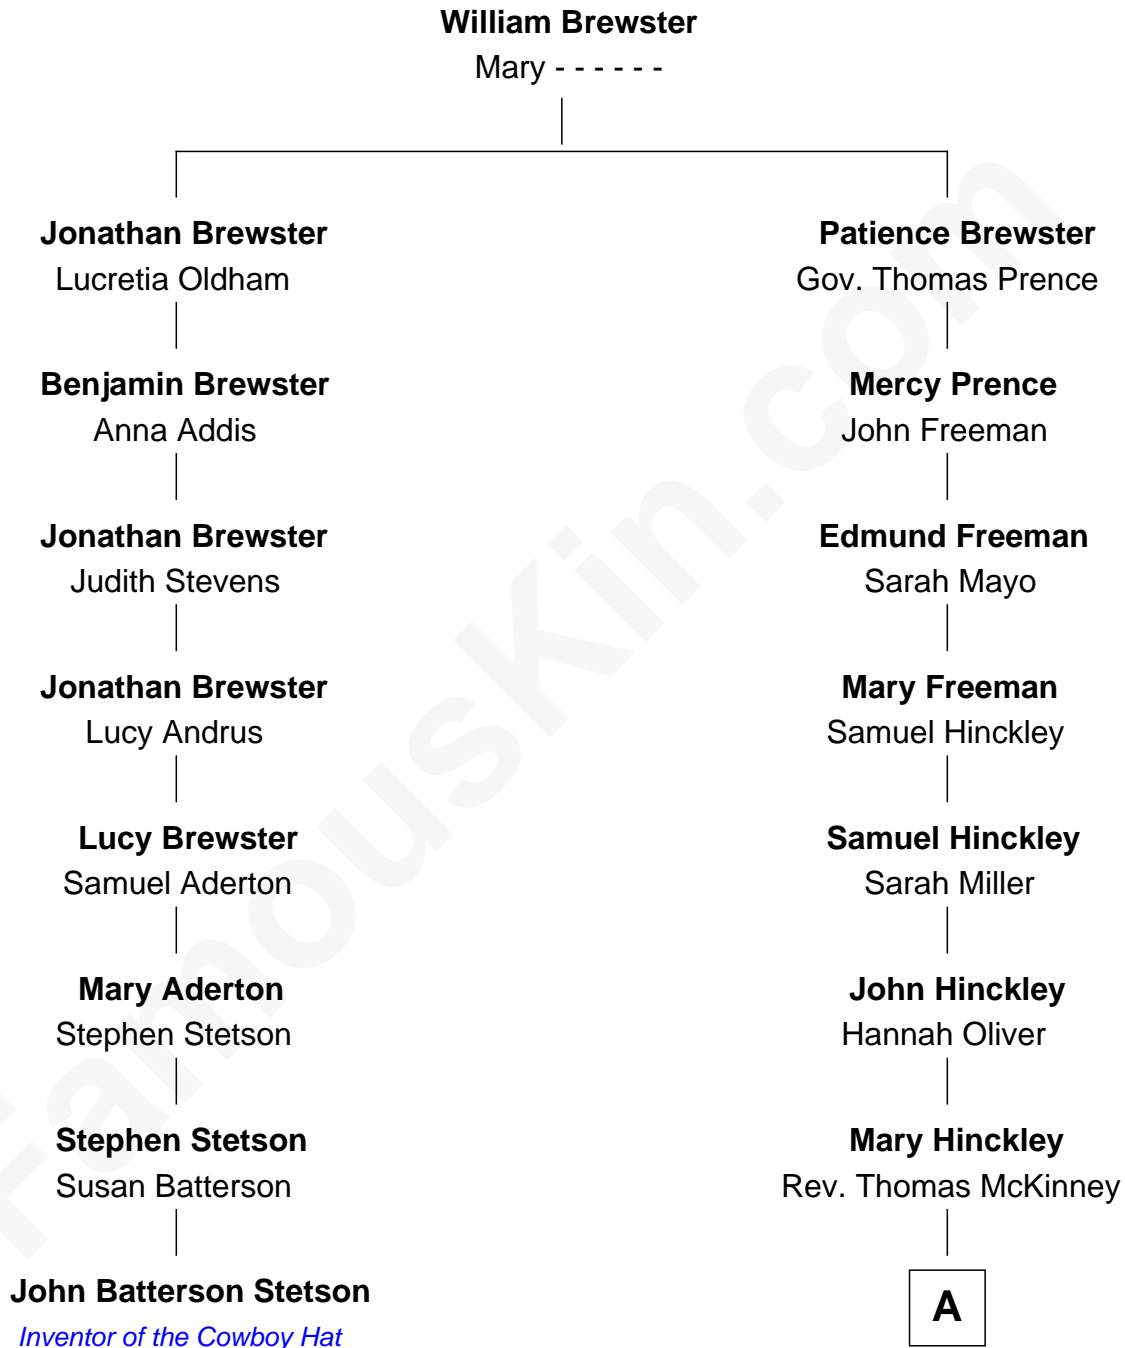 William Brewster
Mary - - - - - -
Jonathan Brewster
Lucretia Oldham
Patience Brewster
Gov. Thomas Prence
Benjamin Brewster
Anna Addis
Mercy Prence
John Freeman
Jonathan Brewster
Judith Stevens
Edmund Freeman
Sarah Mayo
Jonathan Brewster
Lucy Andrus
Mary Freeman
Samuel Hinckley
Lucy Brewster
Samuel Aderton
Samuel Hinckley
Sarah Miller
Mary Aderton
Stephen Stetson
John Hinckley
Hannah Oliver
Stephen Stetson
Susan Batterson
Mary Hinckley
Rev. Thomas McKinney
John Batterson Stetson
Inventor of the Cowboy Hat
A
FamousKin.com